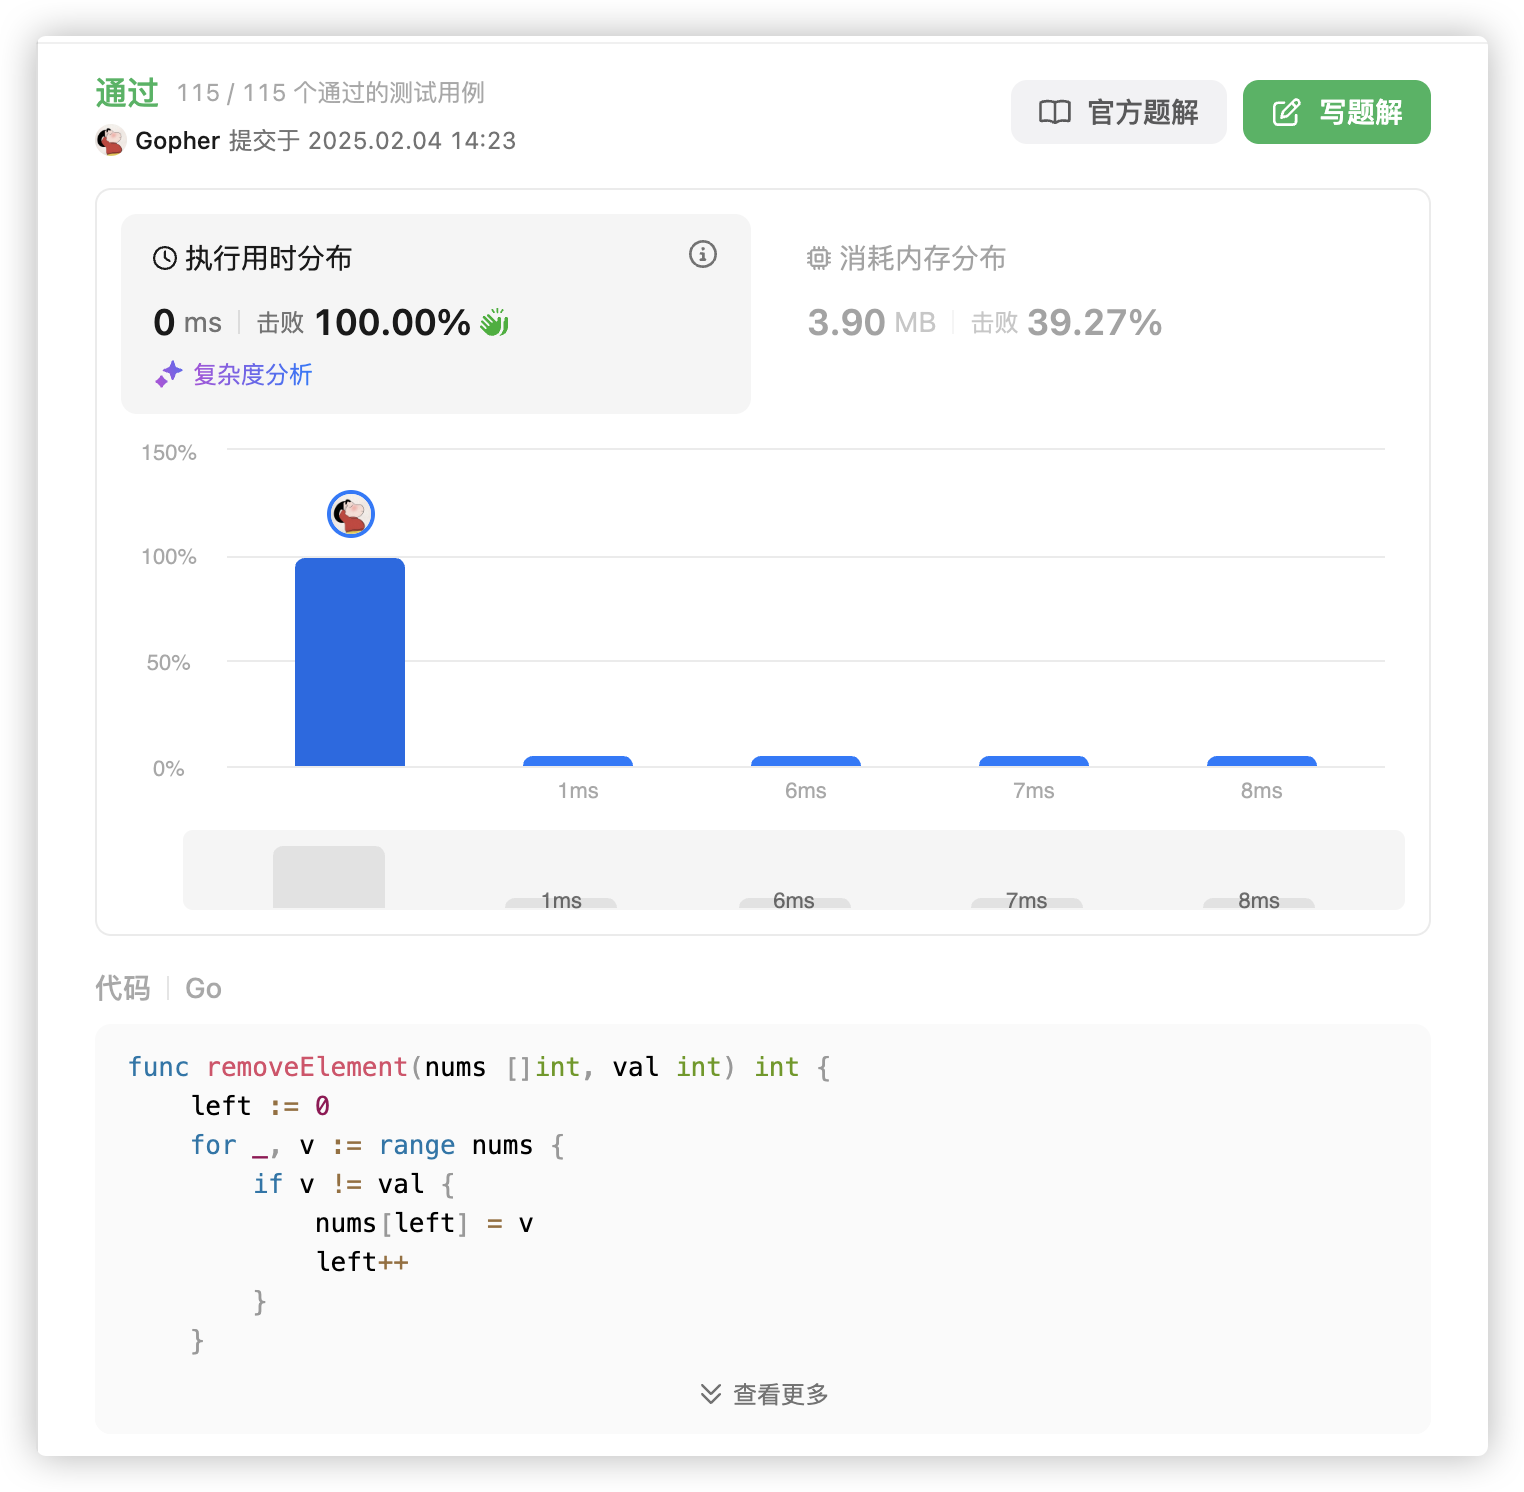 通过 115 / 115 个通过的测试用例
Gopher 提交于 2025.02.04 14:23
官方题解
写题解
执行用时分布
0 ms 击败 100.00%
复杂度分析
消耗内存分布
3.90 MB 击败 39.27%
150%
100%
50%
0%
1ms 6ms 7ms 8ms
1ms 6ms 7ms 8ms
代码 Go
func removeElement(nums []int, val int) int {
    left := 0
    for _, v := range nums {
        if v != val {
            nums[left] = v
            left++
        }
    }
查看更多